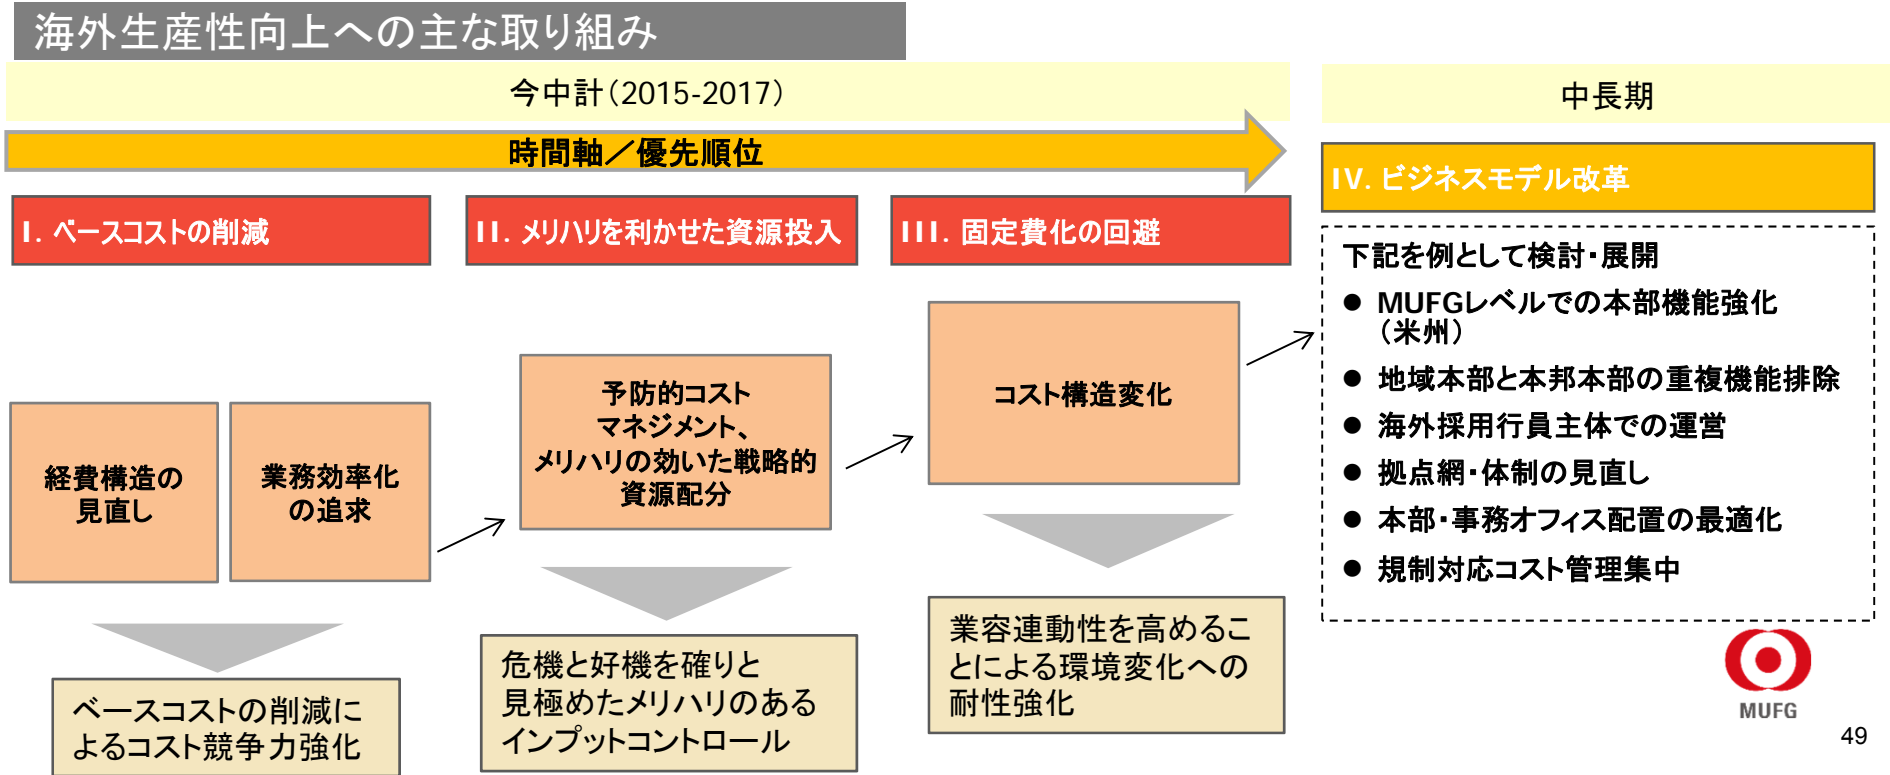 海外生産性向上への主な取り組み
今中計（2015-2017）
中長期
時間軸／優先順位
I. ベースコストの削減
II. メリハリを利かせた資源投入
III. 固定費化の回避
IV. ビジネスモデル改革
経費構造の
見直し
業務効率化
の追求
予防的コスト
マネジメント、
メリハリの効いた戦略的
資源配分
コスト構造変化
ベースコストの削減に
よるコスト競争力強化
危機と好機を確りと
見極めたメリハリのある
インプットコントロール
業容連動性を高めるこ
とによる環境変化への
耐性強化
下記を例として検討・展開
● MUFGレベルでの本部機能強化
（米州）
● 地域本部と本邦本部の重複機能排除
● 海外採用行員主体での運営
● 拠点網・体制の見直し
● 本部・事務オフィス配置の最適化
● 規制対応コスト管理集中
MUFG
49